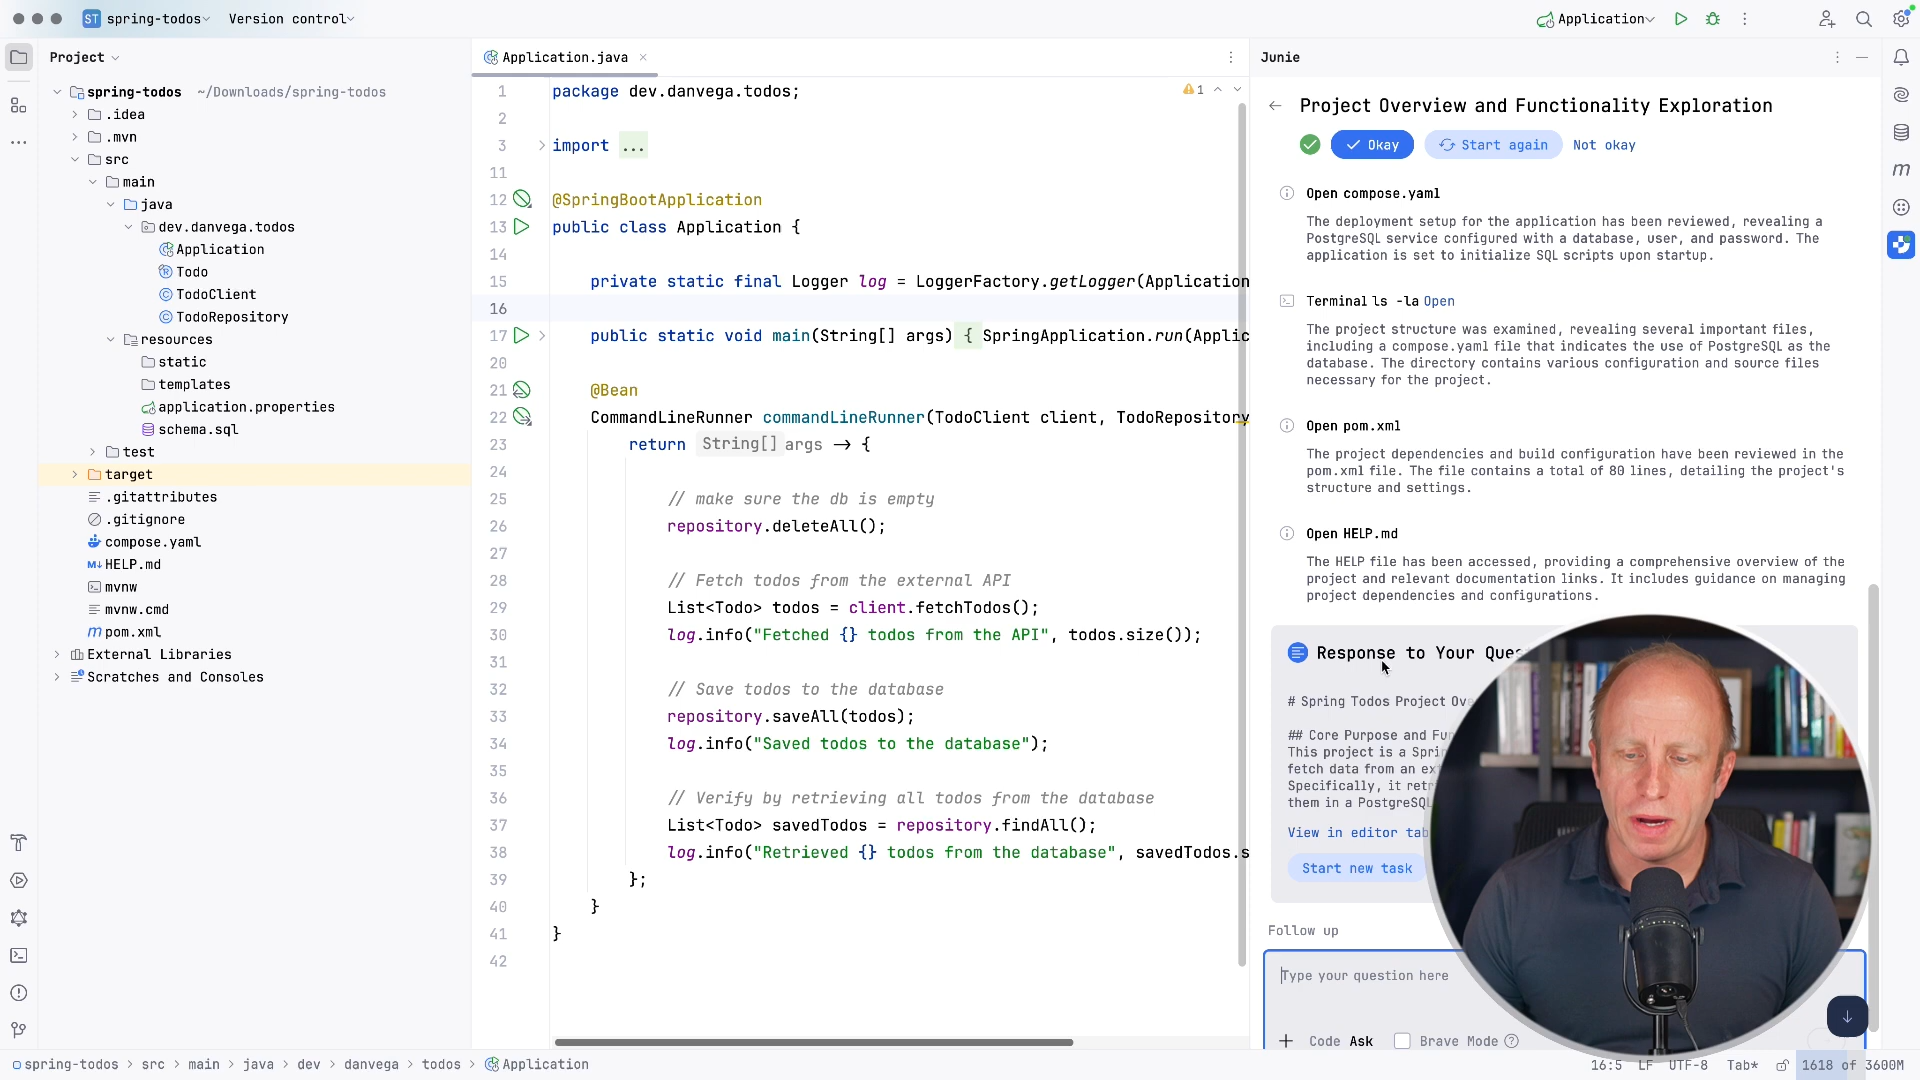 ST spring-todos
Version control
Application
Project
spring-todos ~/Downloads/spring-todos
.idea
.mvn
src
main
java
dev.danvega.todos
Application
Todo
TodoClient
TodoRepository
resources
static
templates
application.properties
schema.sql
test
target
.gitattributes
.gitignore
compose.yaml
HELP.md
mvnw
mvnw.cmd
pom.xml
External Libraries
Scratches and Consoles
Application.java
1 package dev.danvega.todos;
1
2
3 import ...
11
12 @SpringBootApplication
13 public class Application {
14
15 private static final Logger log = LoggerFactory.getLogger(Application
16
17 public static void main(String[] args) { SpringApplication.run(Applic
20
21 @Bean
22 CommandLineRunner commandLineRunner(TodoClient client, TodoRepository
23 return String[] args → {
24
25 // make sure the db is empty
26 repository.deleteAll();
27
28 // Fetch todos from the external API
29 List<Todo> todos = client.fetchTodos();
30 log.info("Fetched {} todos from the API", todos.size());
31
32 // Save todos to the database
33 repository.saveAll(todos);
34 log.info("Saved todos to the database");
35
36 // Verify by retrieving all todos from the database
37 List<Todo> savedTodos = repository.findAll();
38 log.info("Retrieved {} todos from the database", savedTodos.s
39 };
40 }
41 }
42
Junie
Project Overview and Functionality Exploration
Okay
Start again
Not okay
Open compose.yaml
The deployment setup for the application has been reviewed, revealing a
PostgreSQL service configured with a database, user, and password. The
application is set to initialize SQL scripts upon startup.
Terminal ls -la Open
The project structure was examined, revealing several important files,
including a compose.yaml file that indicates the use of PostgreSQL as the
database. The directory contains various configuration and source files
necessary for the project.
Open pom.xml
The project dependencies and build configuration have been reviewed in the
pom.xml file. The file contains a total of 80 lines, detailing the project's
structure and settings.
Open HELP.md
The HELP file has been accessed, providing a comprehensive overview of the
project and relevant documentation links. It includes guidance on managing
project dependencies and configurations.
Response to Your Ques
# Spring Todos Project Ove
## Core Purpose and Fun
This project is a Sprin
fetch data from an ext
Specifically, it retr
them in a PostgreSQL
View in editor tab
Start new task
Follow up
Type your question here
Code Ask
Brave Mode
spring-todos > src > main > java > dev > danvega > todos > Application
16:5 LF UTF-8 Tab* 1618 of 3600M